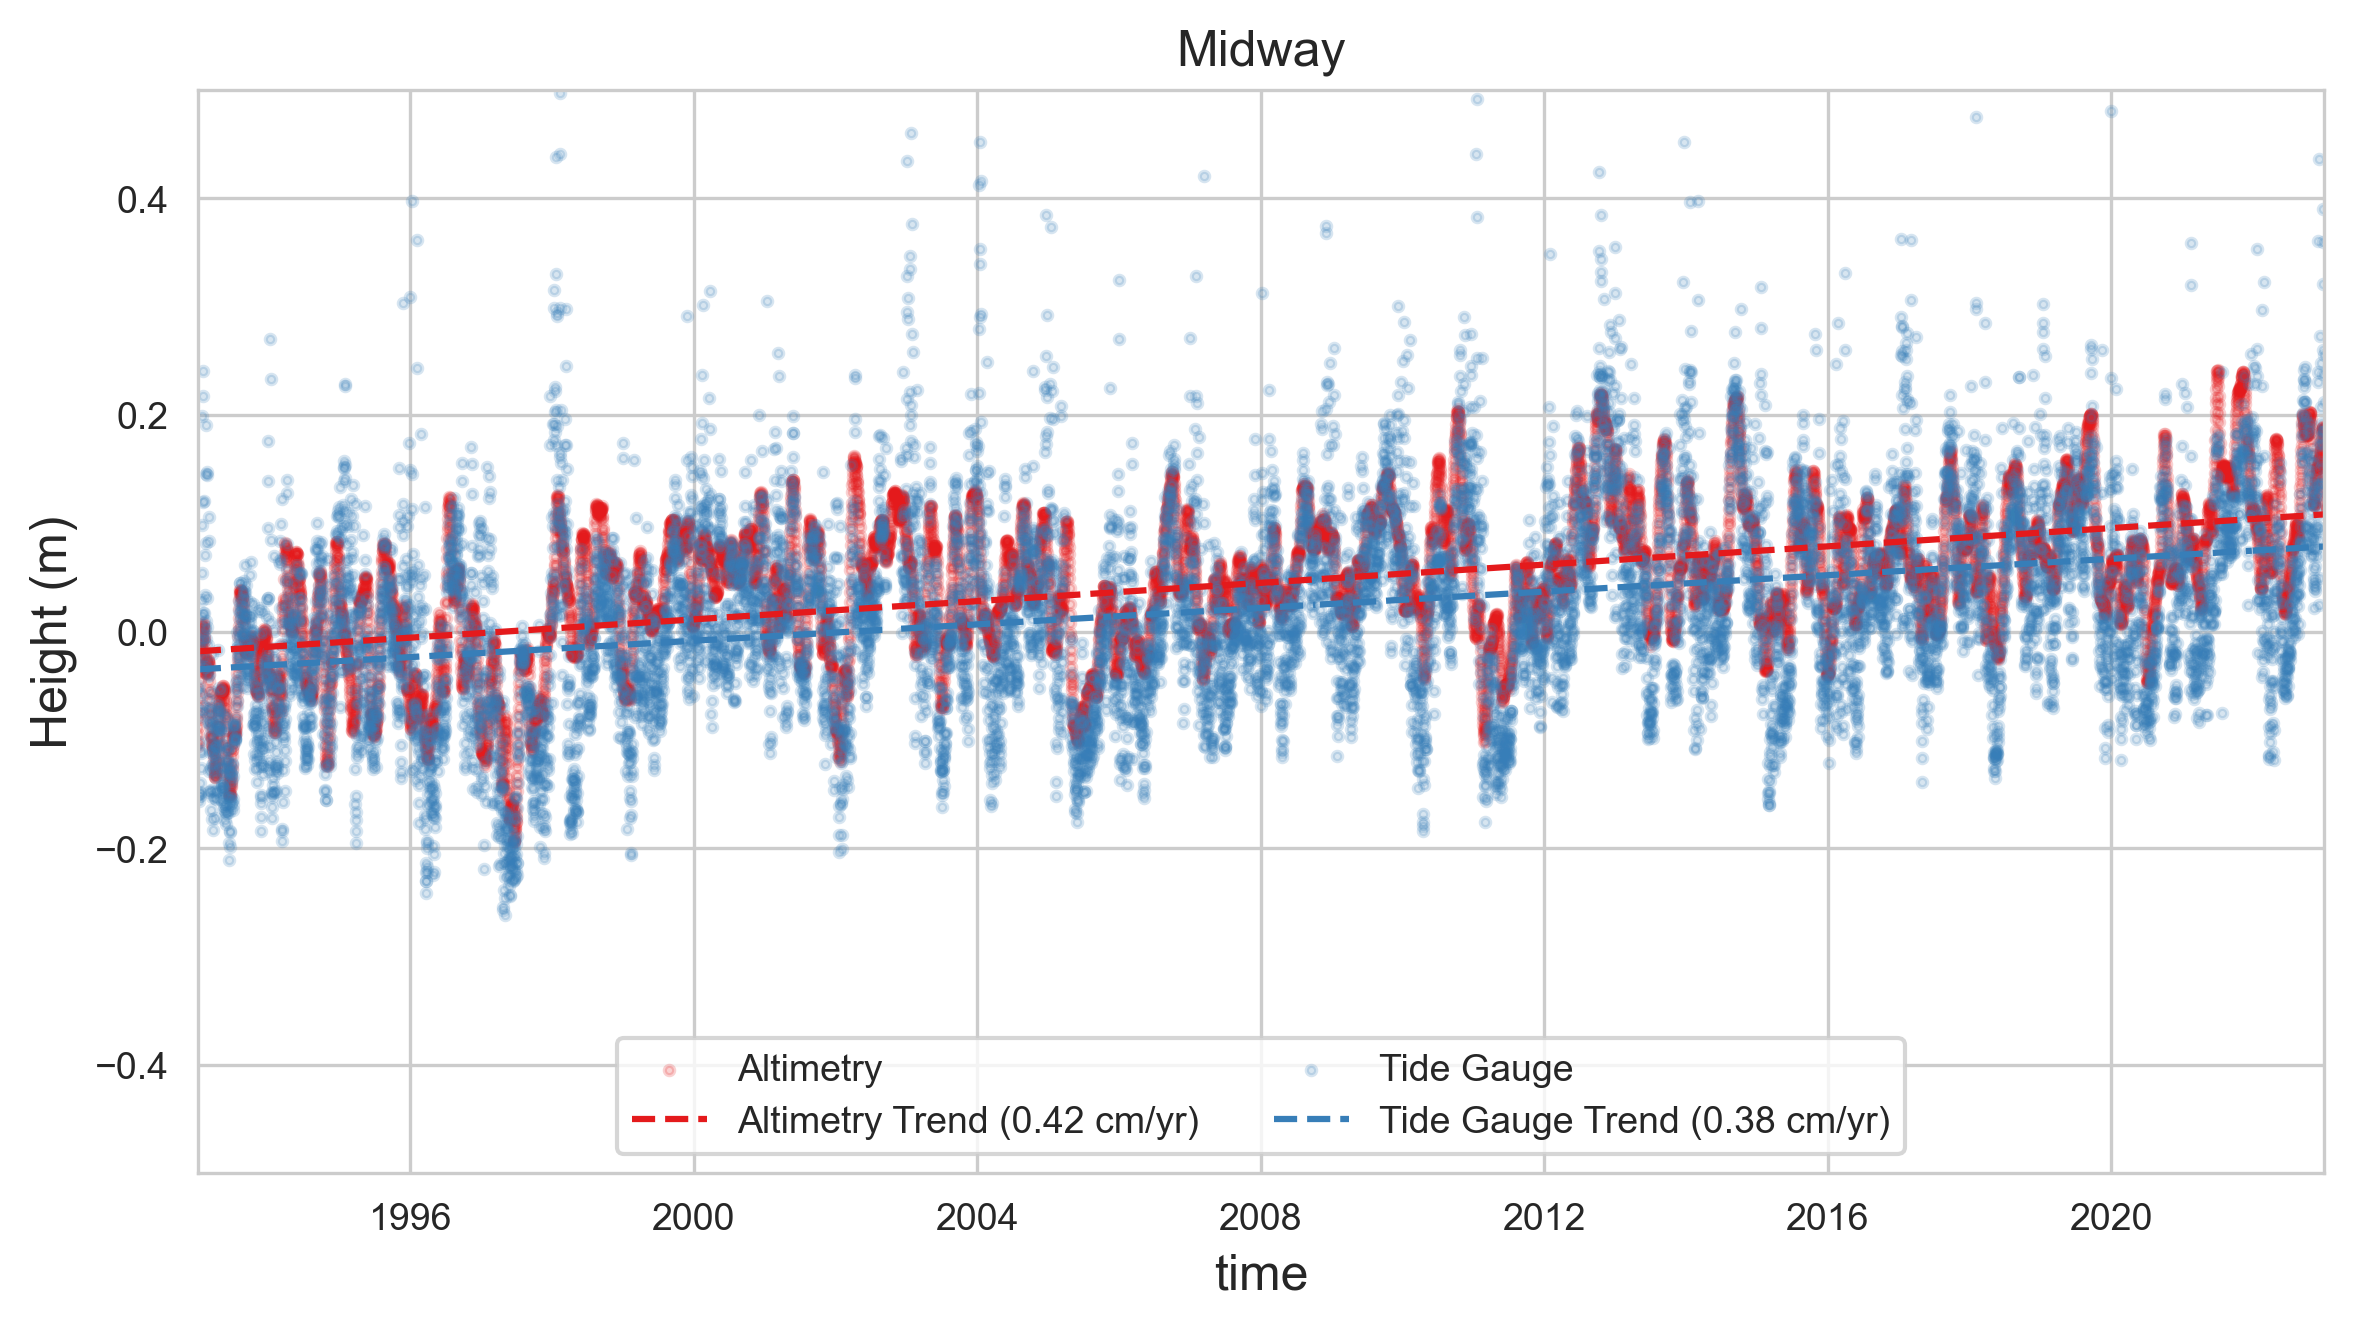 Midway
Height (m)
0.4
0.2
0.0
−0.2
−0.4
Altimetry
Altimetry Trend (0.42 cm/yr)
Tide Gauge
Tide Gauge Trend (0.38 cm/yr)
1996 2000 2004 2008 2012 2016 2020
time